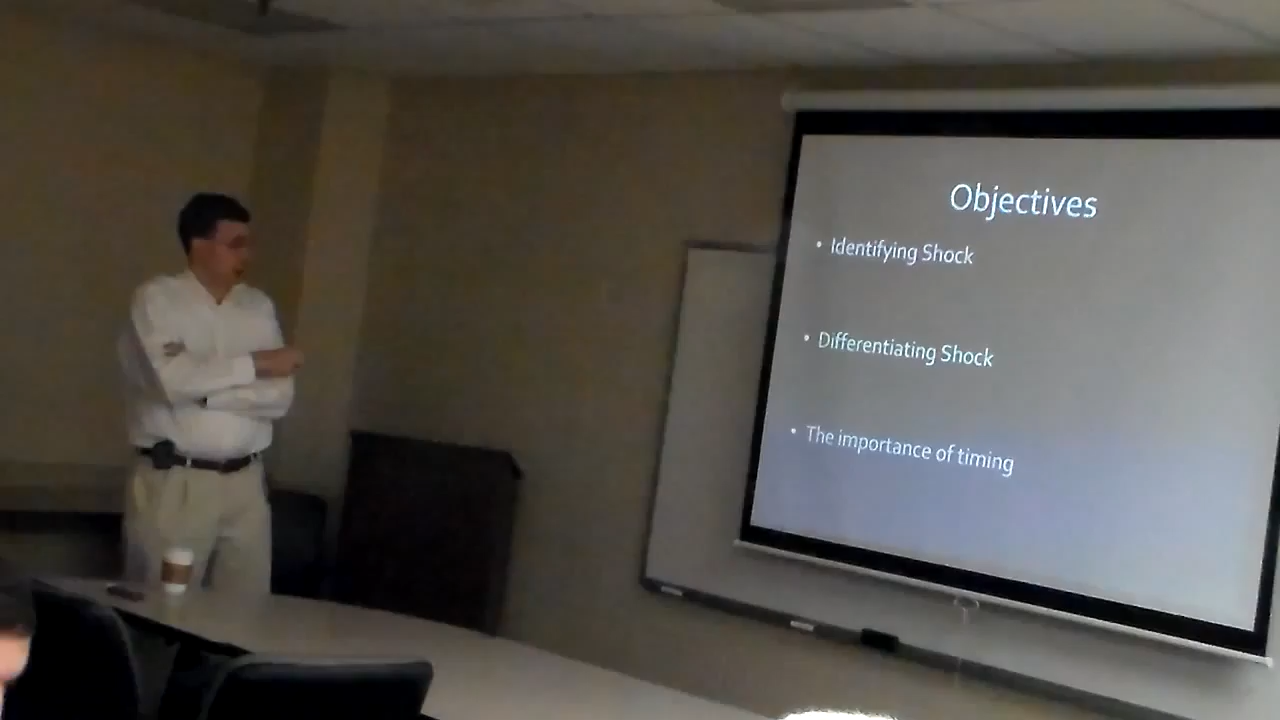 Objectives
• Identifying Shock
• Differentiating Shock
• The importance of timing